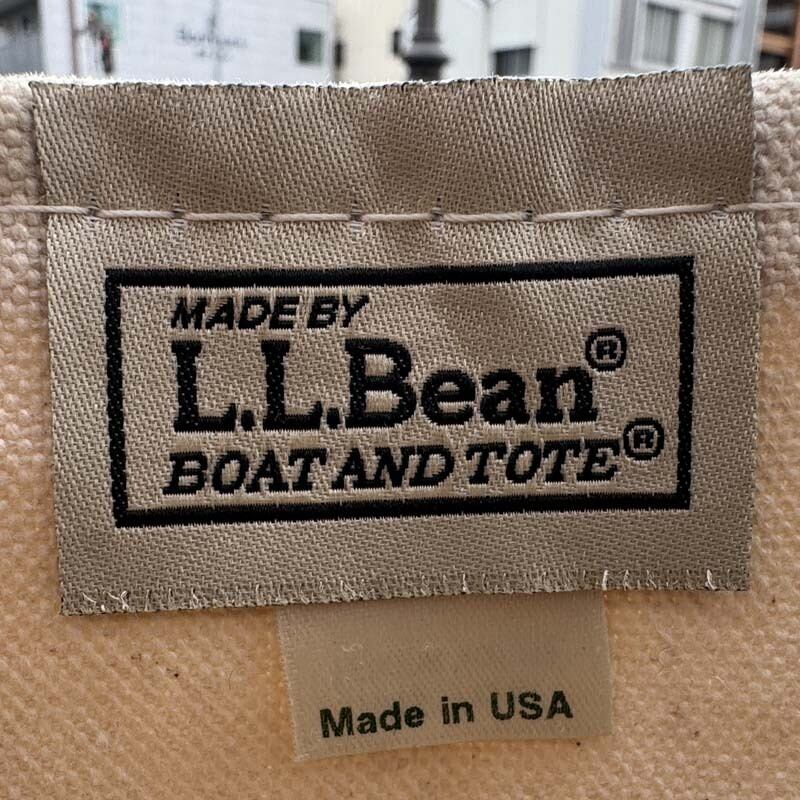 MADE BY
L.L.Bean®
BOAT AND TOTE®
Made in USA